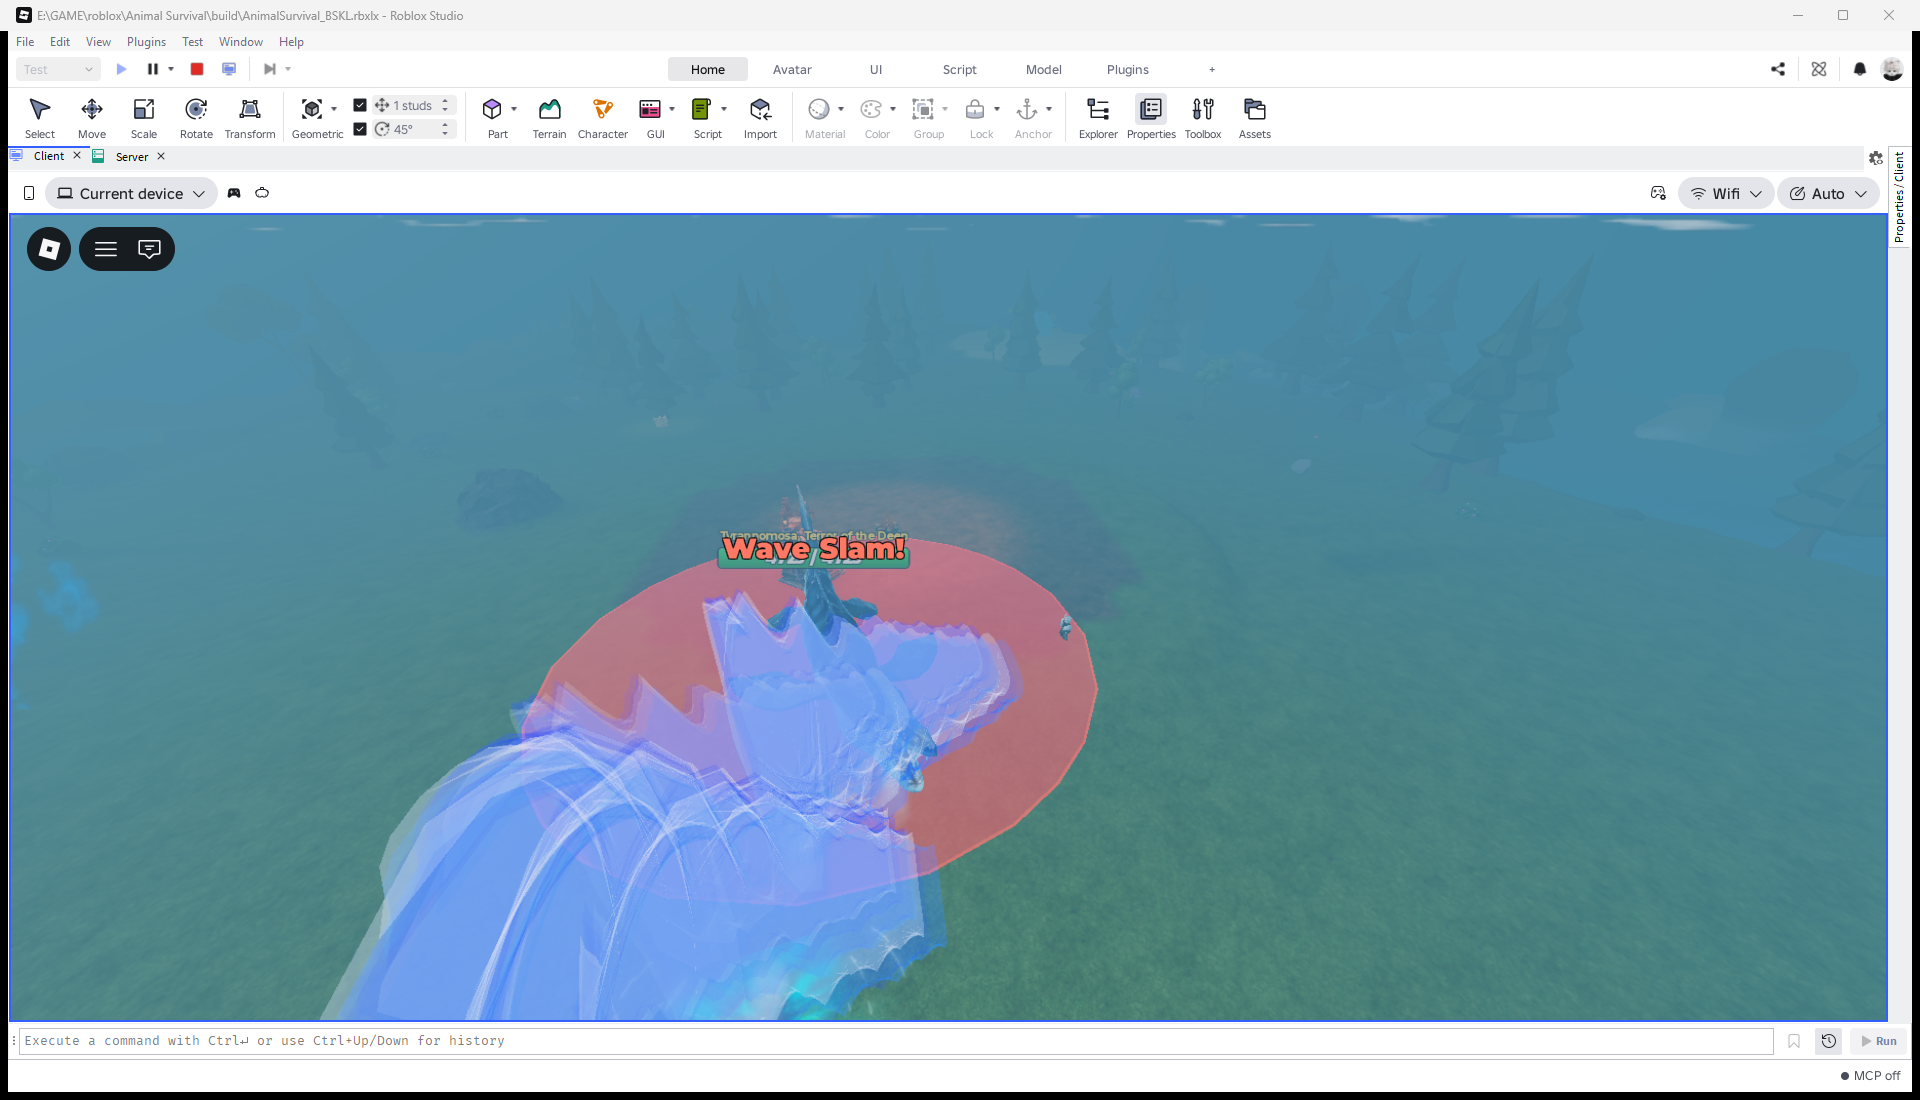 E:\GAME\roblox\Animal Survival\build\AnimalSurvival_BSKL.rbxlx - Roblox Studio
File Edit View Plugins Test Window Help
Test
Home Avatar UI Script Model Plugins +
1 studs
45°
Select Move Scale Rotate Transform Geometric Part Terrain Character GUI Script Import Material Color Group Lock Anchor Explorer Properties Toolbox Assets
Client Server
Properties / Client
Current device Wifi Auto
of the Deep
Wave Slam!
Execute a command with Ctrl↵ or use Ctrl+Up/Down for history
Run
MCP off